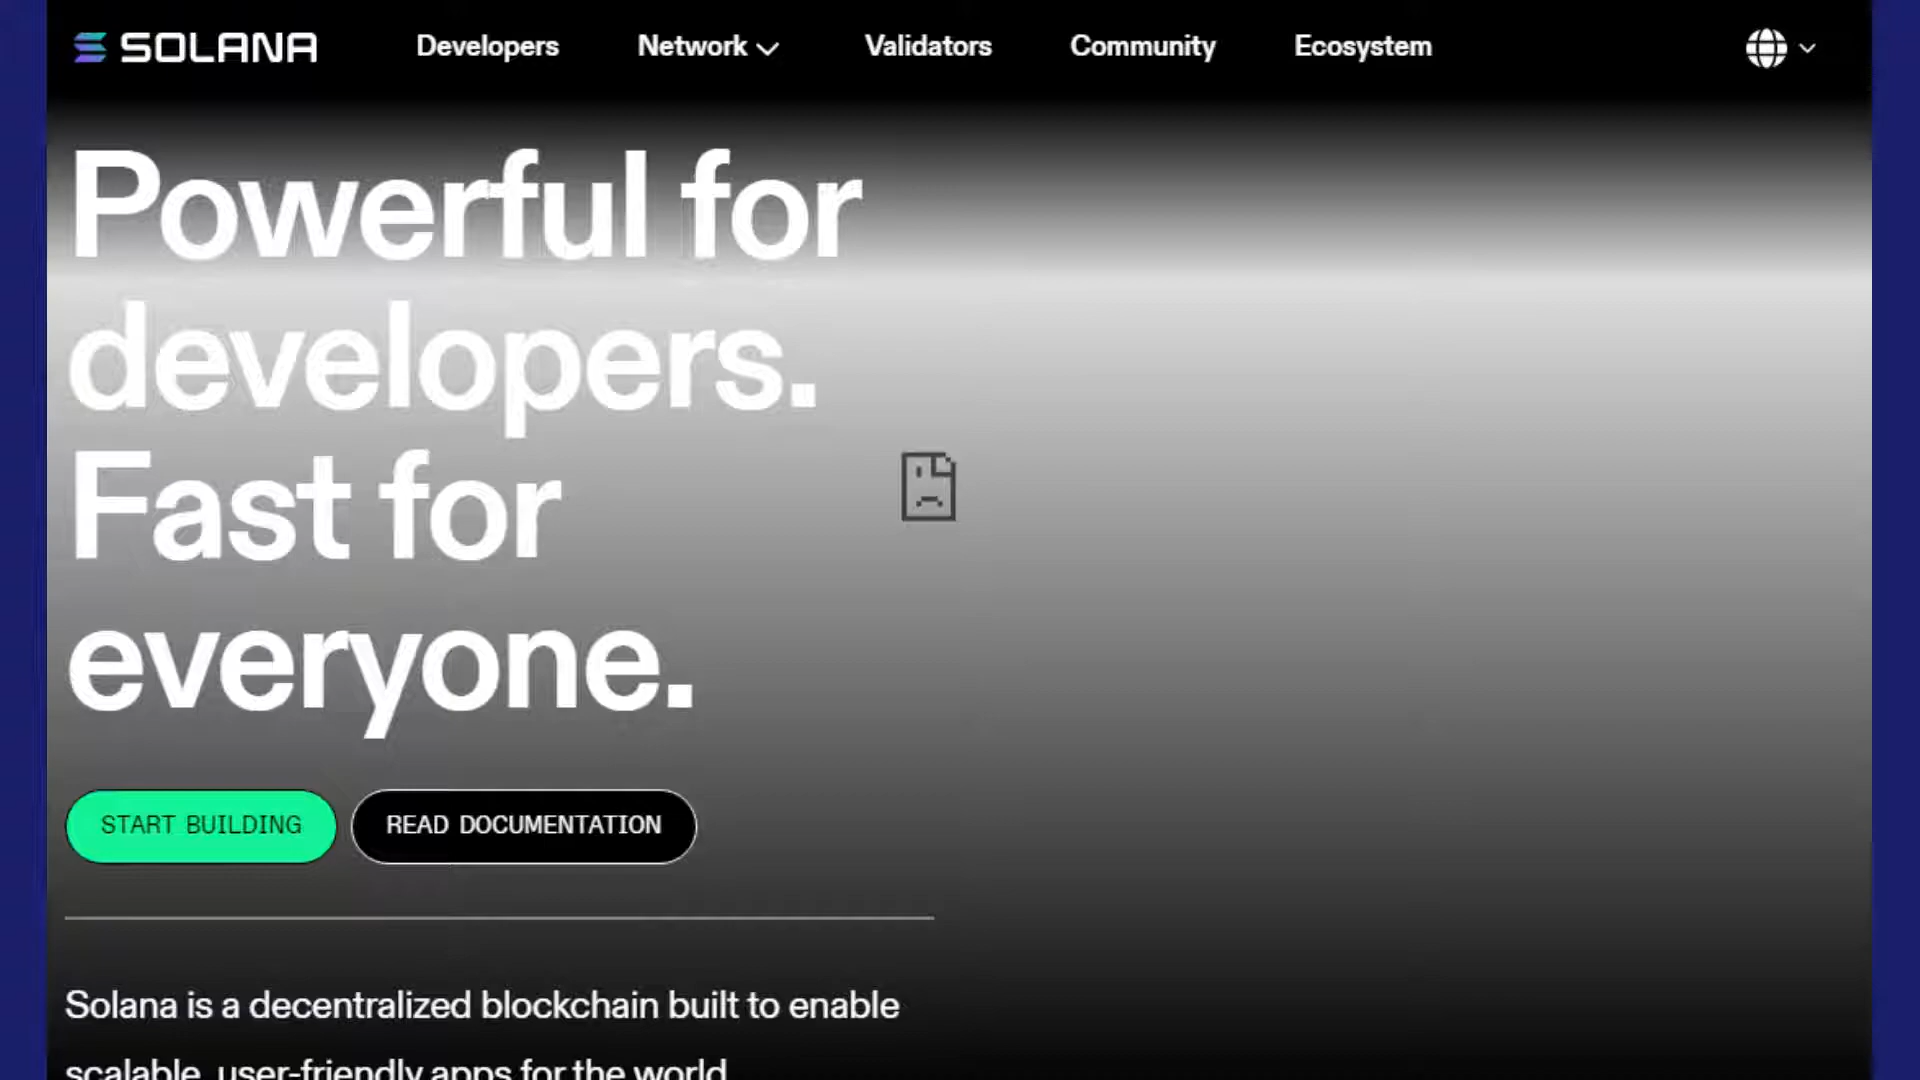 SOLANA
Developers
Network
Validators
Community
Ecosystem
Powerful for
developers.
Fast for
everyone.
START BUILDING
READ DOCUMENTATION
Solana is a decentralized blockchain built to enable
scalable, user-friendly apps for the world